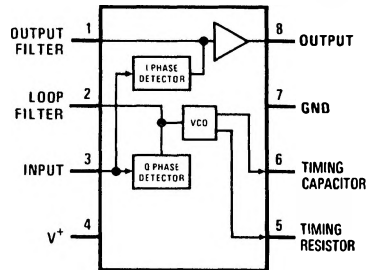 OUTPUT
FILTER
1
I PHASE
DETECTOR
8
OUTPUT
LOOP
FILTER
2
VCO
7
GND
INPUT
3
Q PHASE
DETECTOR
6
TIMING
CAPACITOR
V+
4
5
TIMING
RESISTOR